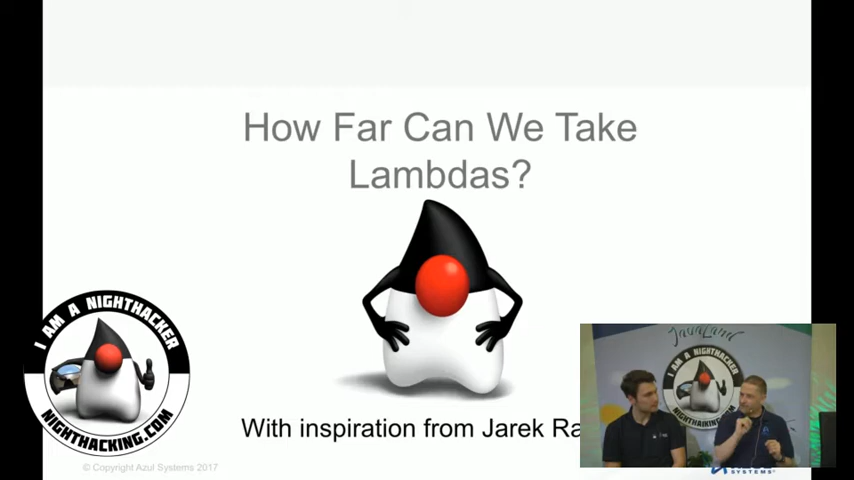 How Far Can We Take
Lambdas?
I AM A NIGHTHACKER
NIGHTHACKING.COM
With inspiration from Jarek
© Copyright Azul Systems 2017
JavaLand
I AM A NIGHTHACKER
NIGHTHACKING.COM
SYSTEMS